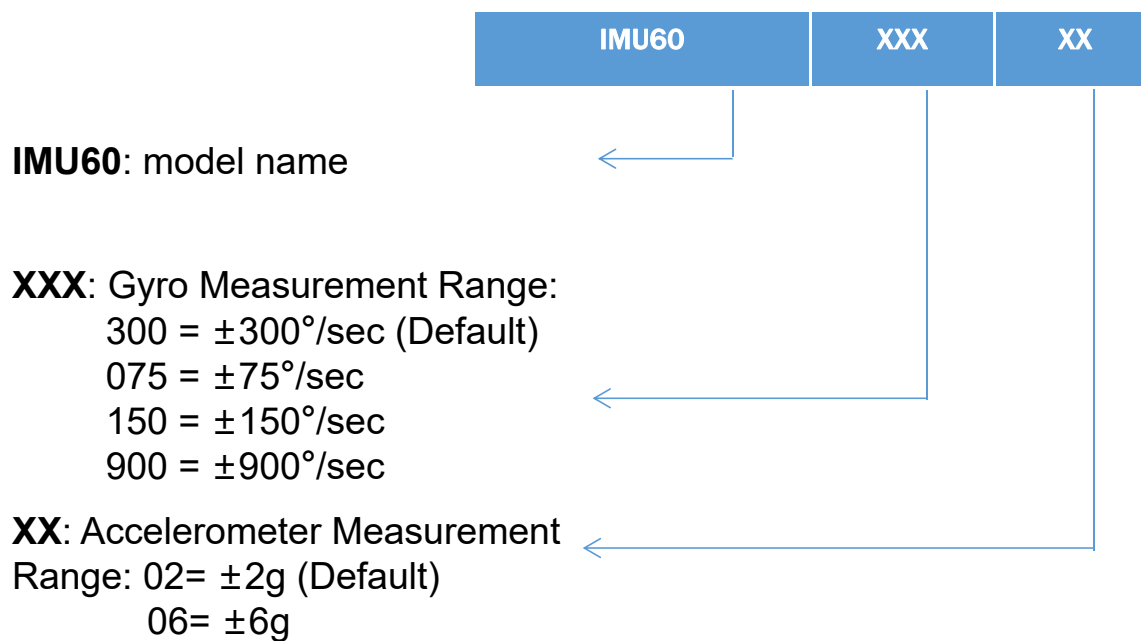 IMU60 XXX XX
IMU60: model name
XXX: Gyro Measurement Range:
300 = ±300°/sec (Default)
075 = ±75°/sec
150 = ±150°/sec
900 = ±900°/sec
XX: Accelerometer Measurement
Range: 02= ±2g (Default)
06= ±6g